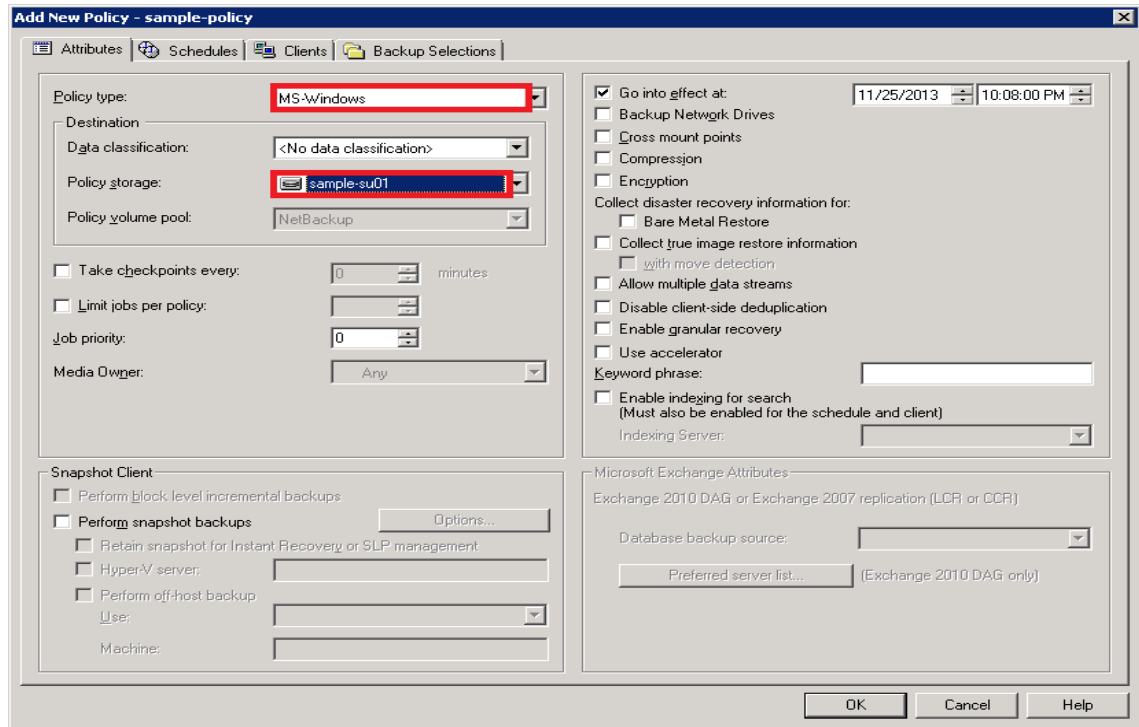 Add New Policy - sample-policy
Attributes
Schedules
Clients
Backup Selections
Policy type:
MS-Windows
Destination
Data classification:
<No data classification>
Policy storage:
sample-su01
Policy volume pool:
NetBackup
Take checkpoints every:
0
minutes
Limit jobs per policy:
Job priority:
0
Media Owner:
Any
Go into effect at:
11/25/2013
10:08:00 PM
Backup Network Drives
Cross mount points
Compression
Encryption
Collect disaster recovery information for:
Bare Metal Restore
Collect true image restore information
with move detection
Allow multiple data streams
Disable client-side deduplication
Enable granular recovery
Use accelerator
Keyword phrase:
Enable indexing for search
(Must also be enabled for the schedule and client)
Indexing Server:
Snapshot Client
Perform block level incremental backups
Perform snapshot backups
Options...
Retain snapshot for Instant Recovery or SLP management
Hyper-V server:
Perform off-host backup
Use:
Machine:
Microsoft Exchange Attributes
Exchange 2010 DAG or Exchange 2007 replication (LCR or CCR)
Database backup source:
Preferred server list...
(Exchange 2010 DAG only)
OK
Cancel
Help